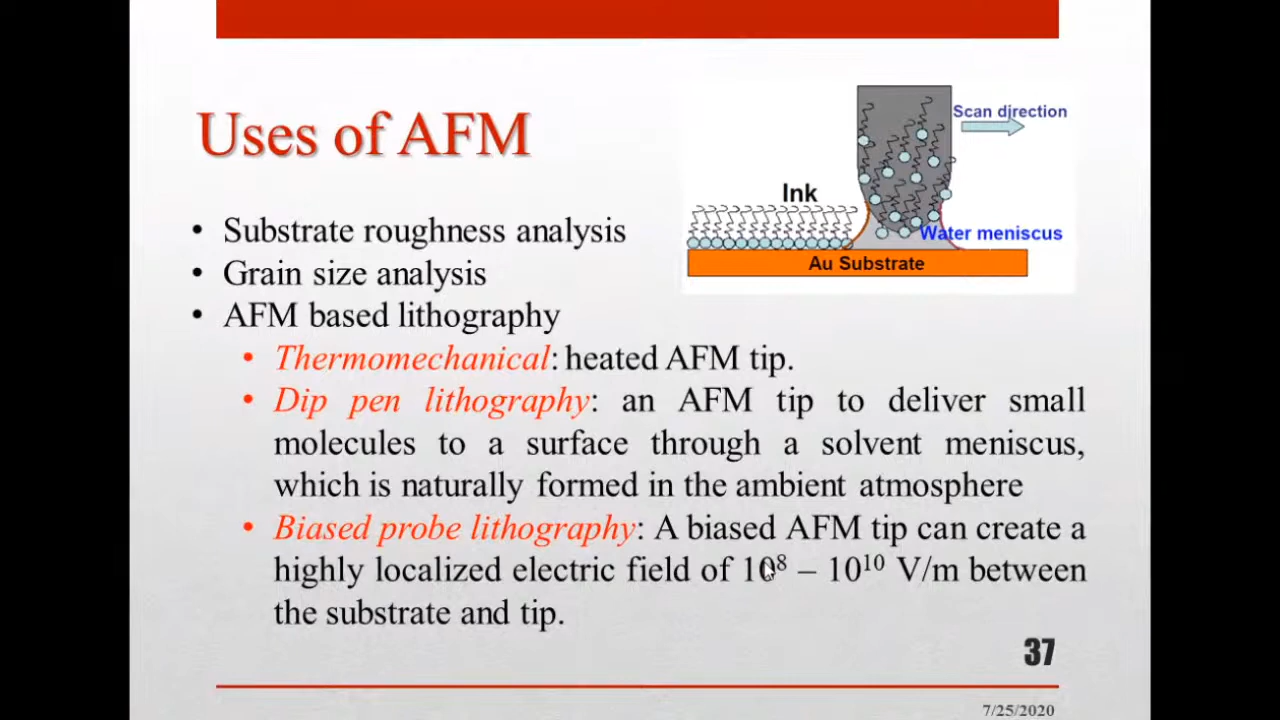 Uses of AFM
Scan direction
Ink
Water meniscus
Au Substrate
• Substrate roughness analysis
• Grain size analysis
• AFM based lithography
• Thermomechanical: heated AFM tip.
• Dip pen lithography: an AFM tip to deliver small
molecules to a surface through a solvent meniscus,
which is naturally formed in the ambient atmosphere
• Biased probe lithography: A biased AFM tip can create a
highly localized electric field of 10⁸ – 10¹⁰ V/m between
the substrate and tip.
37
7/25/2020